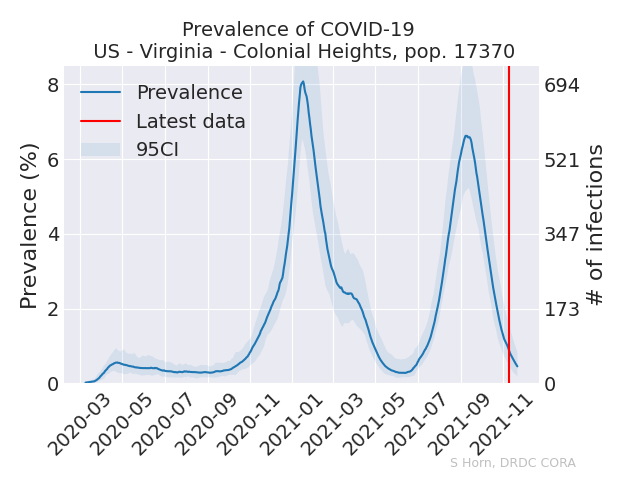 Prevalence of COVID-19
US - Virginia - Colonial Heights, pop. 17370
Prevalence
Latest data
95CI
Prevalence (%)
8
6
4
2
0
694
521
347
173
0
# of infections
2020-03
2020-05
2020-07
2020-09
2020-11
2021-01
2021-03
2021-05
2021-07
2021-09
2021-11
S Horn, DRDC CORA